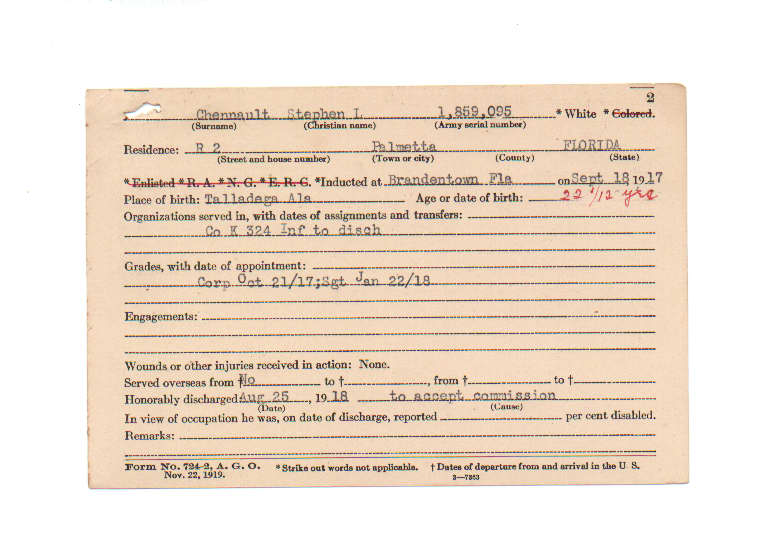 2
Chennault Stephen L 1,859,095 * White * Colored.
(Surname) (Christian name) (Army serial number)
Residence: R 2 Palmetta FLORIDA
(Street and house number) (Town or city) (County) (State)
* Enlisted * R. A. * N. G. * E. R. C. * Inducted at Brandentown Fla on Sept 18, 1917
Place of birth: Talladega Ala Age or date of birth: 22 1/12 yrs
Organizations served in, with dates of assignments and transfers:
Co K 324 Inf to disch
Grades, with date of appointment:
Corp Oct 21/17; Sgt Jan 22/18
Engagements:
Wounds or other injuries received in action: None.
Served overseas from † No to †, from † to †
Honorably discharged Aug 25, 1918 to accept commission
(Date) (Cause)
In view of occupation he was, on date of discharge, reported per cent disabled.
Remarks:
Form No. 724-2, A. G. O. * Strike out words not applicable. † Dates of departure from and arrival in the U S.
Nov. 22, 1919. 3—7353